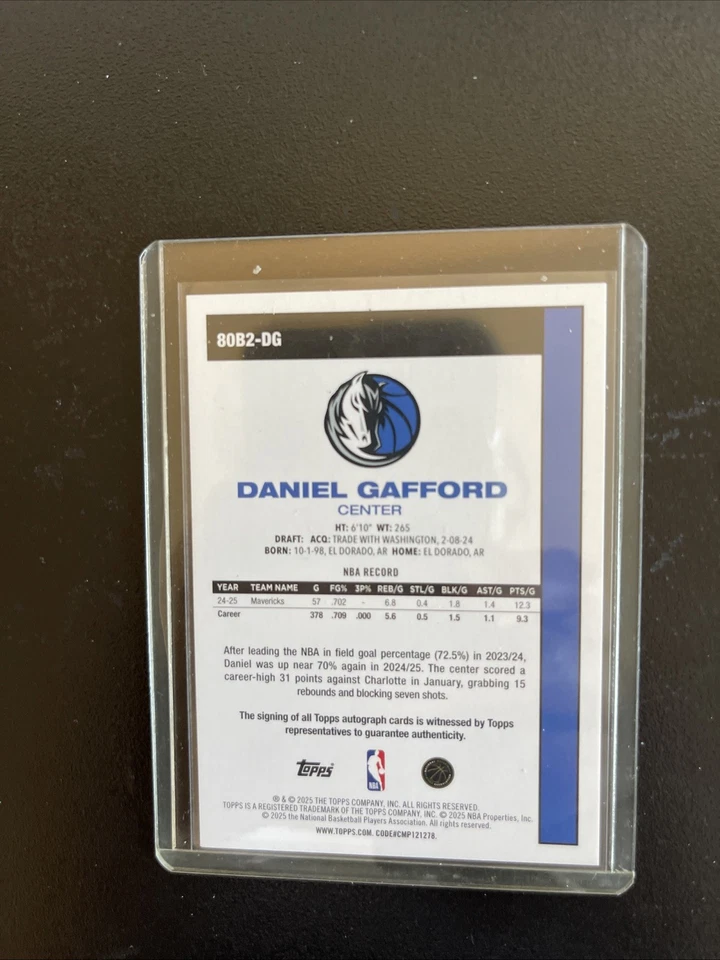 80B2-DG
DANIEL GAFFORD
CENTER
HT: 6'10" WT: 265
DRAFT: ACQ: TRADE WITH WASHINGTON, 2-08-24
BORN: 10-1-98, EL DORADO, AR HOME: EL DORADO, AR
NBA RECORD
YEAR TEAM NAME G FG% 3P% REB/G STL/G BLK/G AST/G PTS/G
24-25 Mavericks 57 .702 - 6.8 0.4 1.8 1.4 12.3
Career 378 .709 .000 5.6 0.5 1.5 1.1 9.3
After leading the NBA in field goal percentage (72.5%) in 2023/24,
Daniel was up near 70% again in 2024/25. The center scored a
career-high 31 points against Charlotte in January, grabbing 15
rebounds and blocking seven shots.
The signing of all Topps autograph cards is witnessed by Topps
representatives to guarantee authenticity.
Topps NBA
® & © 2025 THE TOPPS COMPANY, INC. ALL RIGHTS RESERVED.
TOPPS IS A REGISTERED TRADEMARK OF THE TOPPS COMPANY, INC. © 2025 NBA Properties, Inc.
© 2025 the National Basketball Players Association. All rights reserved.
WWW.TOPPS.COM. CODE#CMP121278.